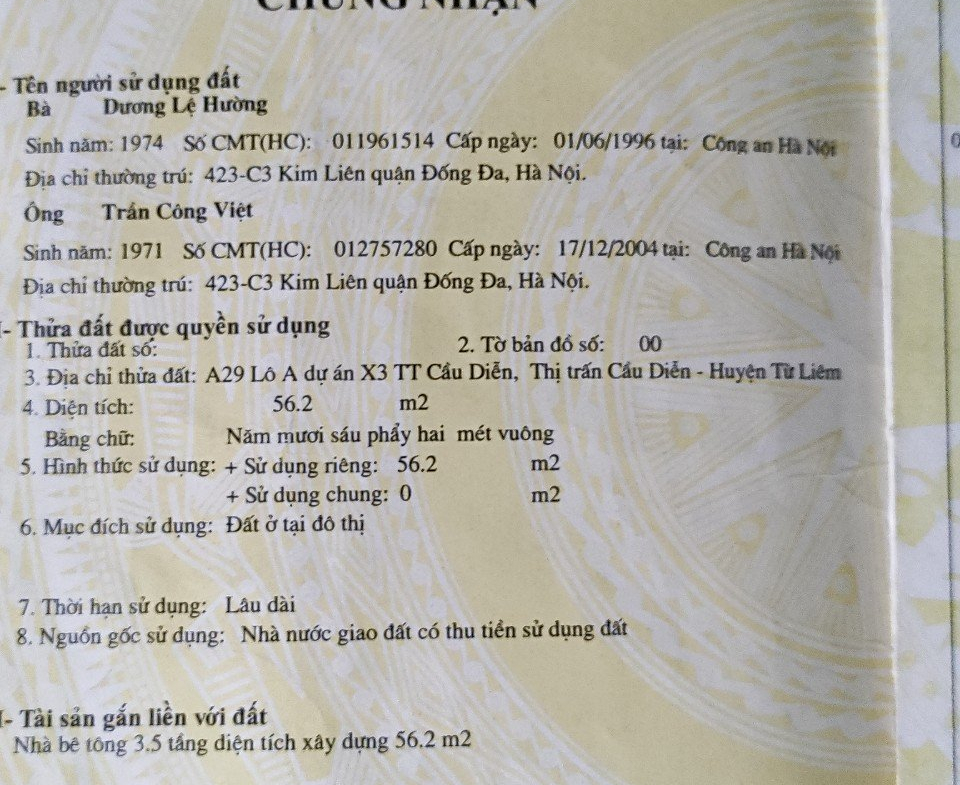 CHỨNG NHẬN
- Tên người sử dụng đất
Bà Dương Lệ Hường
Sinh năm: 1974 Số CMT(HC): 011961514 Cấp ngày: 01/06/1996 tại: Công an Hà Nội
Địa chỉ thường trú: 423-C3 Kim Liên quận Đống Đa, Hà Nội.
Ông Trần Công Việt
Sinh năm: 1971 Số CMT(HC): 012757280 Cấp ngày: 17/12/2004 tại: Công an Hà Nội
Địa chỉ thường trú: 423-C3 Kim Liên quận Đống Đa, Hà Nội.
I- Thửa đất được quyền sử dụng
1. Thửa đất số: 2. Tờ bản đồ số: 00
3. Địa chỉ thửa đất: A29 Lô A dự án X3 TT Cầu Diễn, Thị trấn Cầu Diễn - Huyện Từ Liêm
4. Diện tích: 56.2 m2
Bằng chữ: Năm mươi sáu phẩy hai mét vuông
5. Hình thức sử dụng: + Sử dụng riêng: 56.2 m2
+ Sử dụng chung: 0 m2
6. Mục đích sử dụng: Đất ở tại đô thị
7. Thời hạn sử dụng: Lâu dài
8. Nguồn gốc sử dụng: Nhà nước giao đất có thu tiền sử dụng đất
I- Tài sản gắn liền với đất
Nhà bê tông 3.5 tầng diện tích xây dựng 56.2 m2